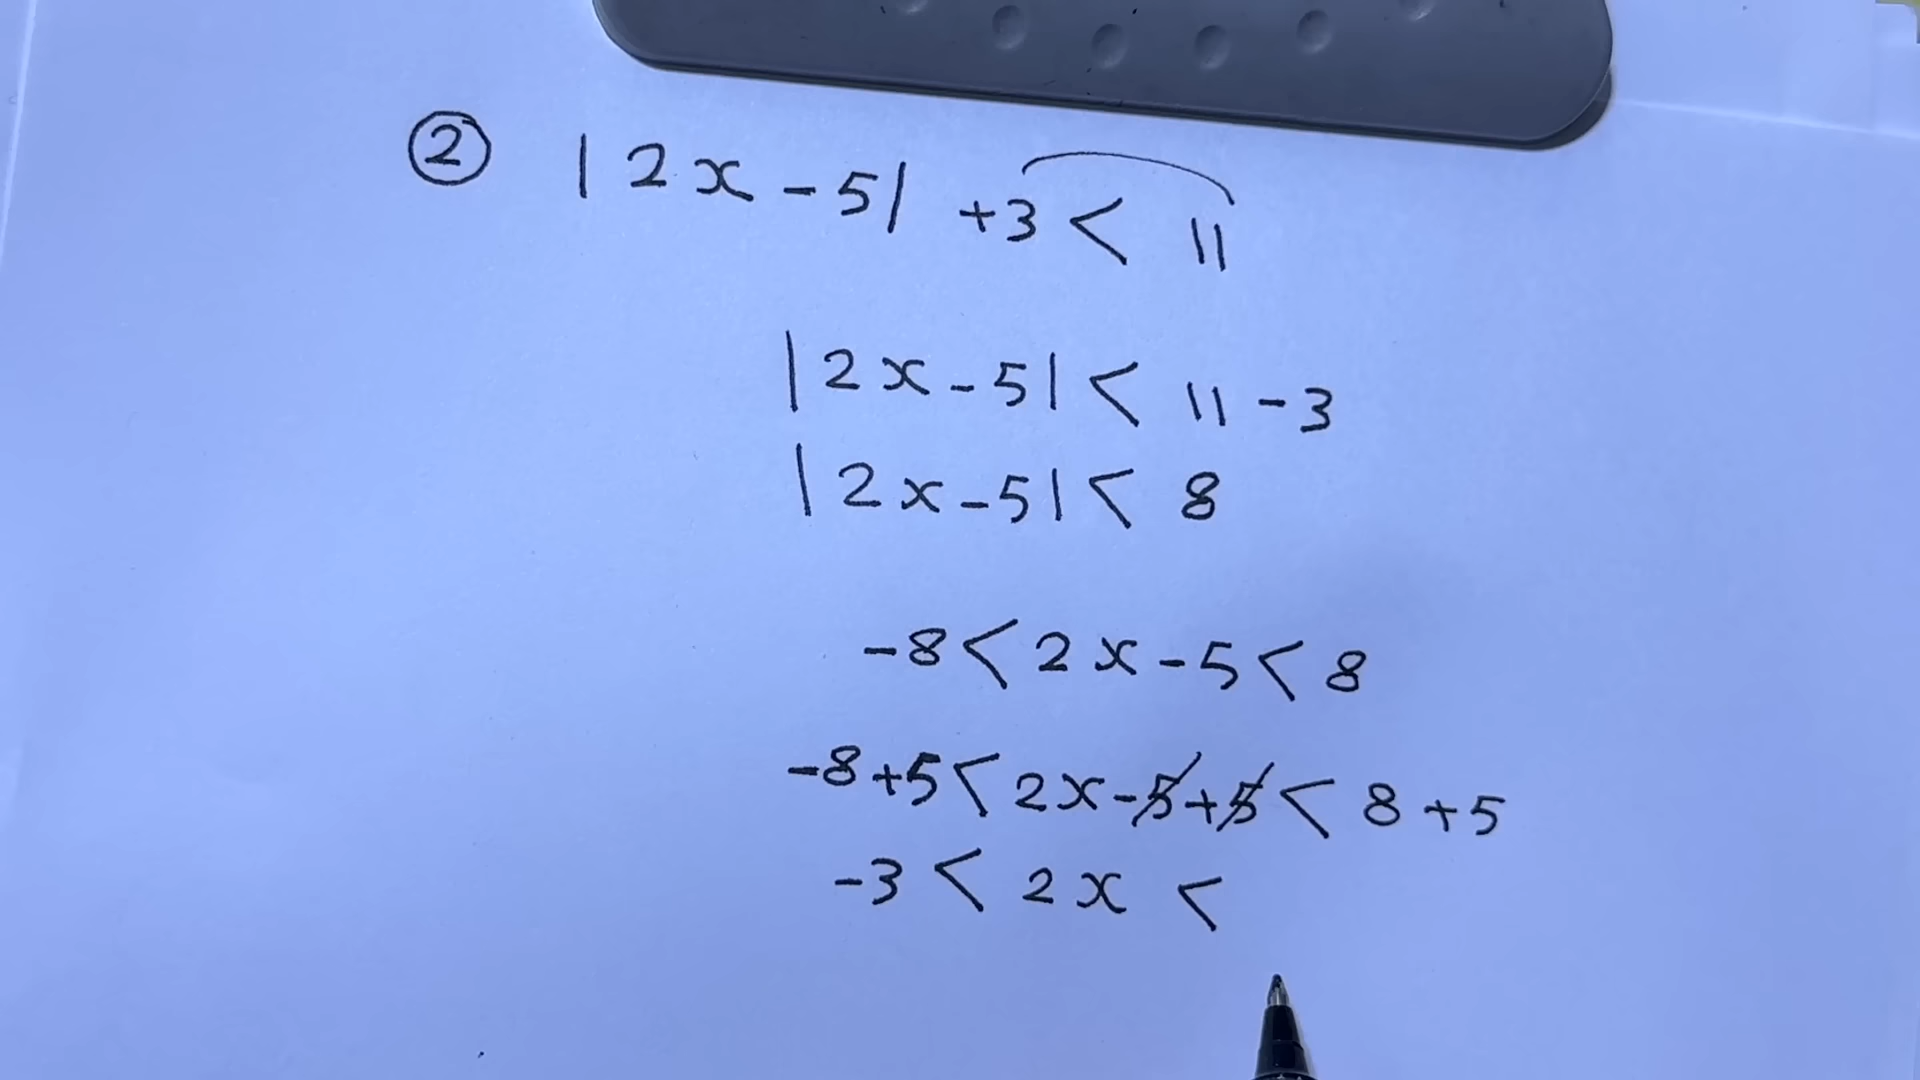 ② |2x-5| +3 < 11
|2x-5| < 11-3
|2x-5| < 8
-8 < 2x-5 < 8
-8+5 < 2x-5+5 < 8+5
-3 < 2x <